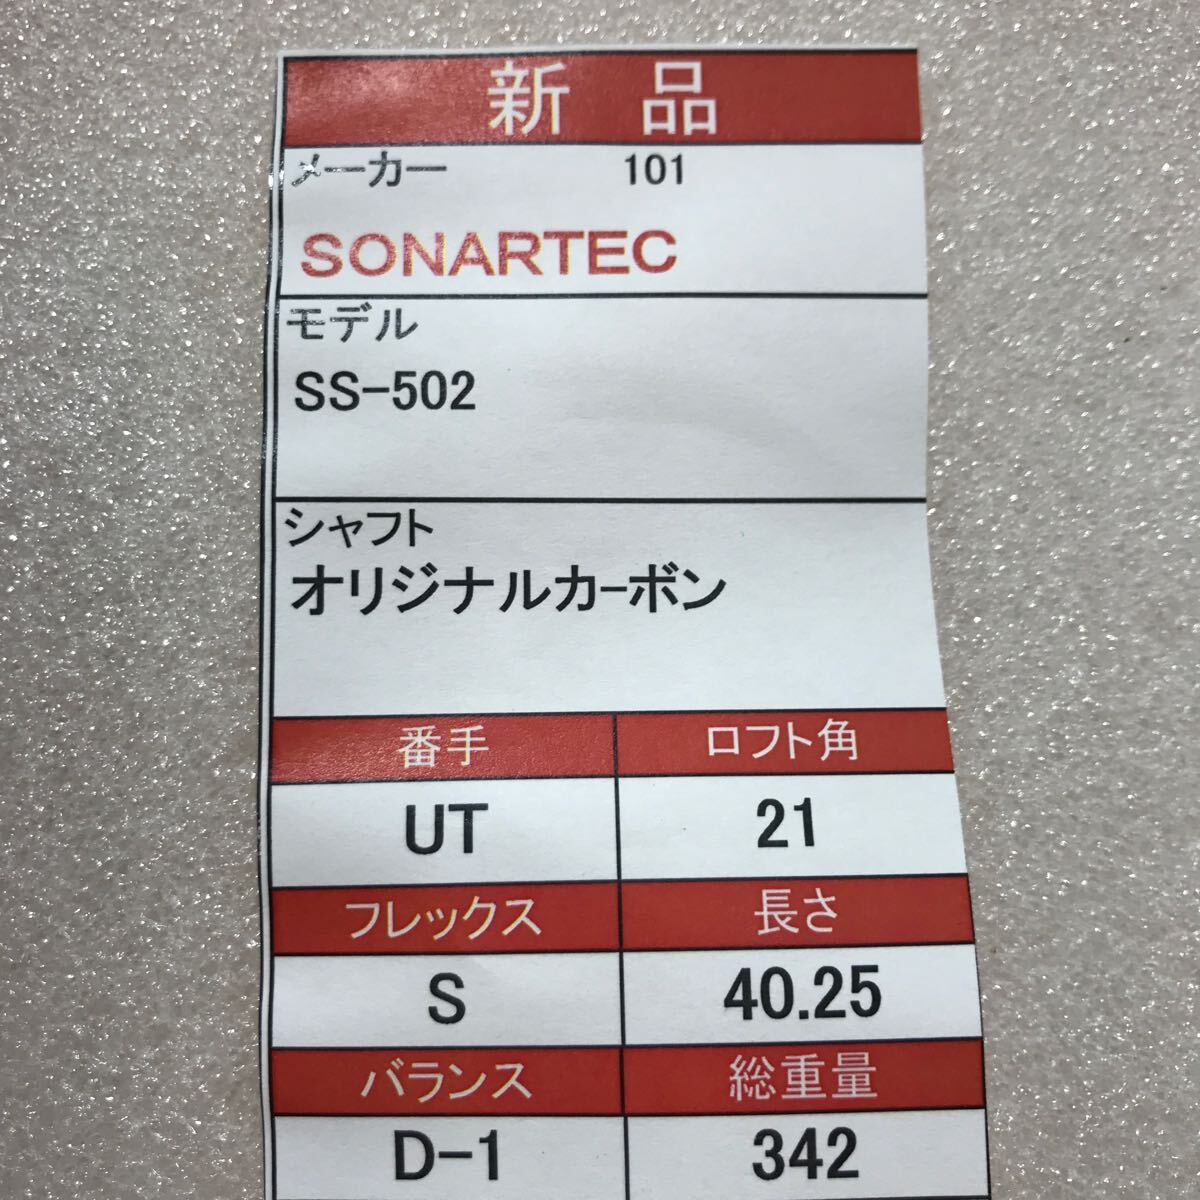 新 品
メーカー 101
SONARTEC
モデル
SS-502
シャフト
オリジナルカーボン
番手 ロフト角
UT 21
フレックス 長さ
S 40.25
バランス 総重量
D-1 342